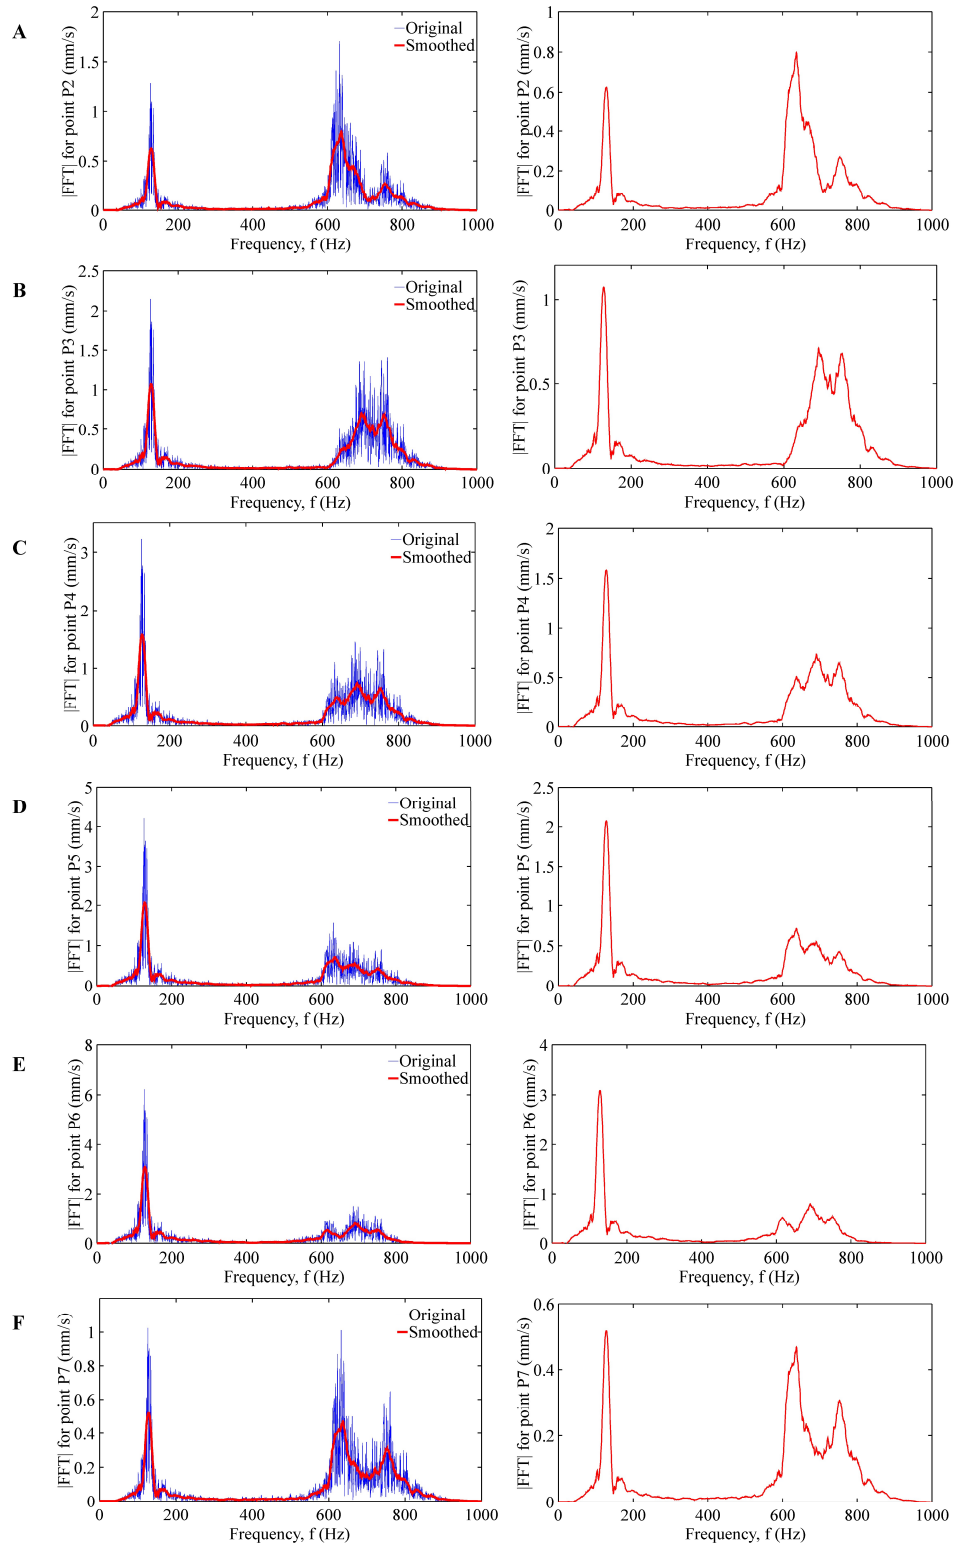 A
|FFT| for point P2 (mm/s)
2
1.5
1
0.5
0
Original
Smoothed
0 200 400 600 800 1000
Frequency, f (Hz)
|FFT| for point P2 (mm/s)
1
0.8
0.6
0.4
0.2
0
0 200 400 600 800 1000
Frequency, f (Hz)
B
|FFT| for point P3 (mm/s)
2.5
2
1.5
1
0.5
0
Original
Smoothed
0 200 400 600 800 1000
Frequency, f (Hz)
|FFT| for point P3 (mm/s)
1
0.5
0
0 200 400 600 800 1000
Frequency, f (Hz)
C
|FFT| for point P4 (mm/s)
3
2
1
0
Original
Smoothed
0 200 400 600 800 1000
Frequency, f (Hz)
|FFT| for point P4 (mm/s)
2
1.5
1
0.5
0
0 200 400 600 800 1000
Frequency, f (Hz)
D
|FFT| for point P5 (mm/s)
5
4
3
2
1
0
Original
Smoothed
0 200 400 600 800 1000
Frequency, f (Hz)
|FFT| for point P5 (mm/s)
2.5
2
1.5
1
0.5
0
0 200 400 600 800 1000
Frequency, f (Hz)
E
|FFT| for point P6 (mm/s)
8
6
4
2
0
Original
Smoothed
0 200 400 600 800 1000
Frequency, f (Hz)
|FFT| for point P6 (mm/s)
4
3
2
1
0
0 200 400 600 800 1000
Frequency, f (Hz)
F
|FFT| for point P7 (mm/s)
1
0.8
0.6
0.4
0.2
0
Original
Smoothed
0 200 400 600 800 1000
Frequency, f (Hz)
|FFT| for point P7 (mm/s)
0.6
0.4
0.2
0
0 200 400 600 800 1000
Frequency, f (Hz)